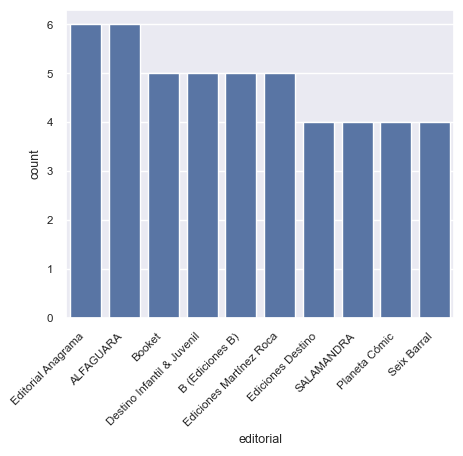 6
5
4
3
2
1
0
count
Editorial Anagrama
ALFAGUARA
Booket
Destino Infantil & Juvenil
B (Ediciones B)
Ediciones Martínez Roca
Ediciones Destino
SALAMANDRA
Planeta Cómic
Seix Barral
editorial